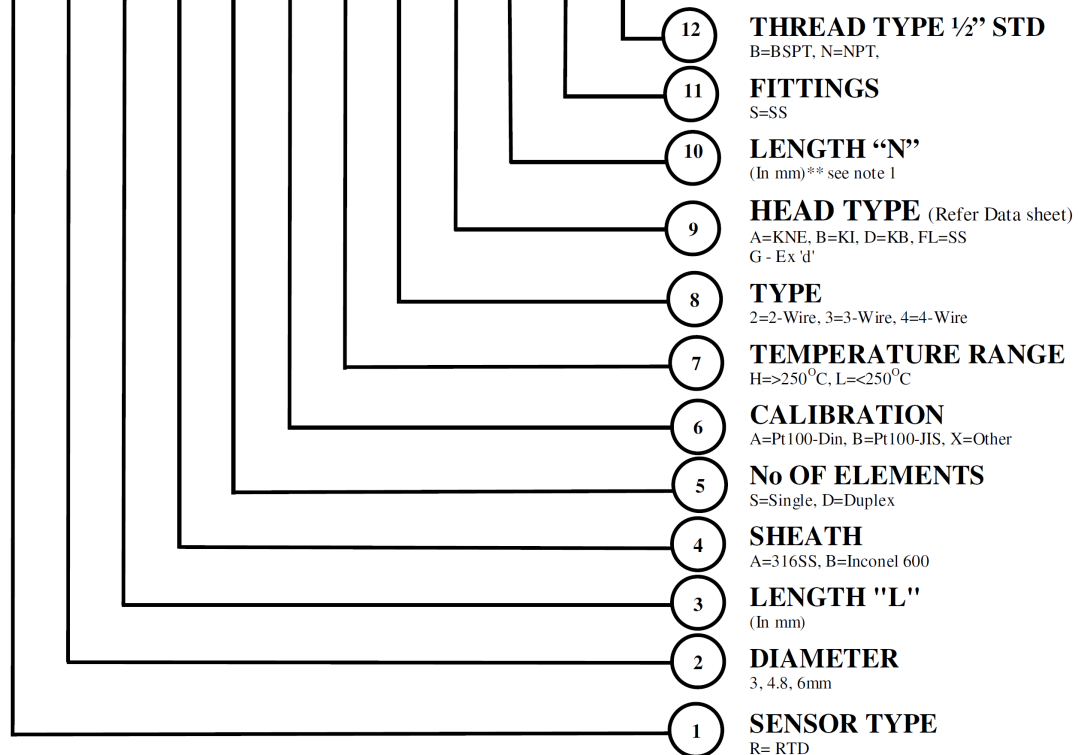 12
THREAD TYPE ½” STD
B=BSPT, N=NPT,
11
FITTINGS
S=SS
10
LENGTH “N”
(In mm)** see note 1
9
HEAD TYPE (Refer Data sheet)
A=KNE, B=KI, D=KB, FL=SS
G - Ex 'd'
8
TYPE
2=2-Wire, 3=3-Wire, 4=4-Wire
7
TEMPERATURE RANGE
H=>250°C, L=<250°C
6
CALIBRATION
A=Pt100-Din, B=Pt100-JIS, X=Other
5
No OF ELEMENTS
S=Single, D=Duplex
4
SHEATH
A=316SS, B=Inconel 600
3
LENGTH "L"
(In mm)
2
DIAMETER
3, 4.8, 6mm
1
SENSOR TYPE
R= RTD